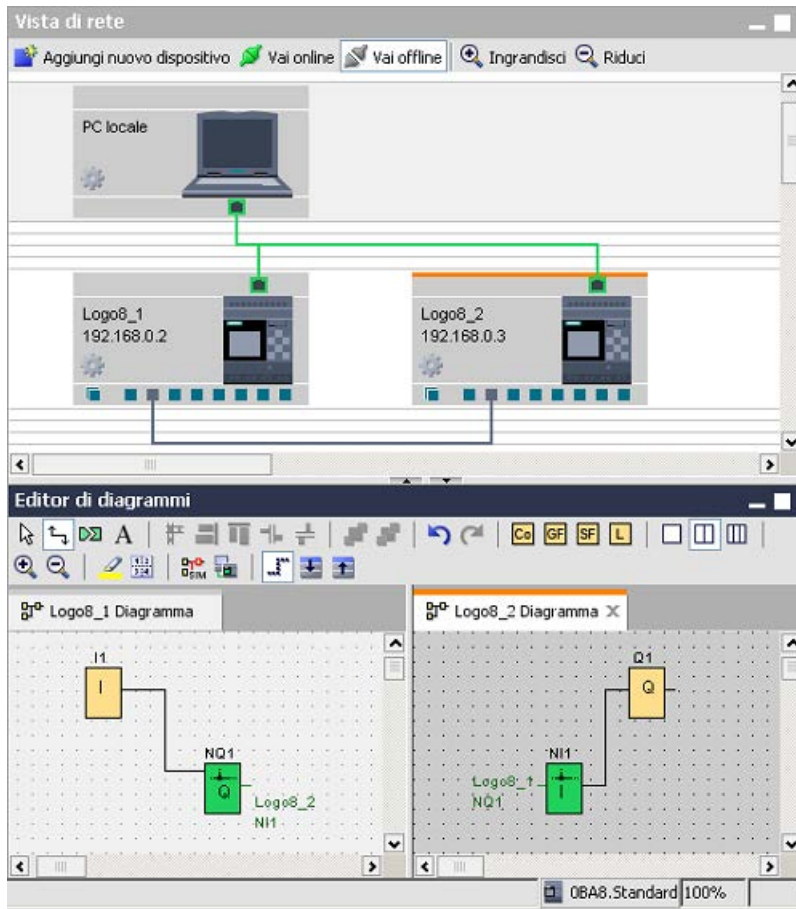 Vista di rete
Aggiungi nuovo dispositivo Vai online Vai offline Ingrandisci Riduci
PC locale
Logo8_1
192.168.0.2
Logo8_2
192.168.0.3
Editor di diagrammi
A Co GF SF L
SIM
Logo8_1 Diagramma
Logo8_2 Diagramma
I1
I
NQ1
Q
Logo8_2
NI1
Q1
Q
NI1
I
Logo8_1
NQ1
0BA8.Standard 100%